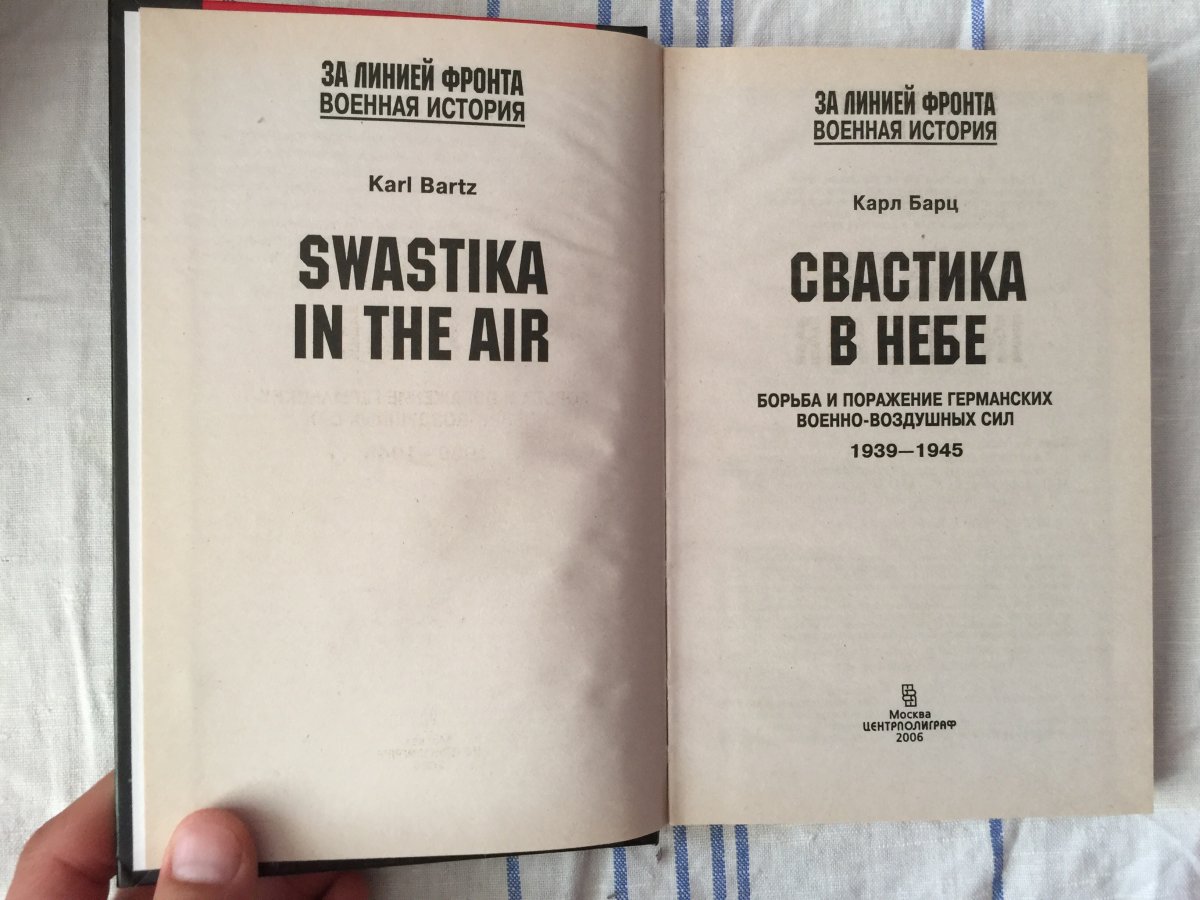 ЗА ЛИНИЕЙ ФРОНТА
ВОЕННАЯ ИСТОРИЯ
Karl Bartz
SWASTIKA
IN THE AIR
ЗА ЛИНИЕЙ ФРОНТА
ВОЕННАЯ ИСТОРИЯ
Карл Барц
СВАСТИКА
В НЕБЕ
БОРЬБА И ПОРАЖЕНИЕ ГЕРМАНСКИХ
ВОЕННО-ВОЗДУШНЫХ СИЛ
1939—1945
Москва
ЦЕНТРПОЛИГРАФ
2006